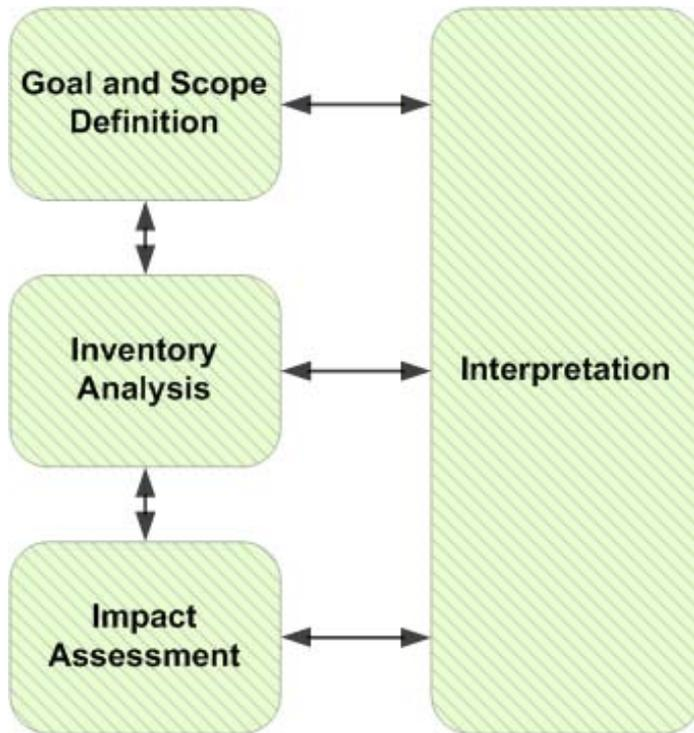 Goal and Scope
Definition
Inventory
Analysis
Interpretation
Impact
Assessment